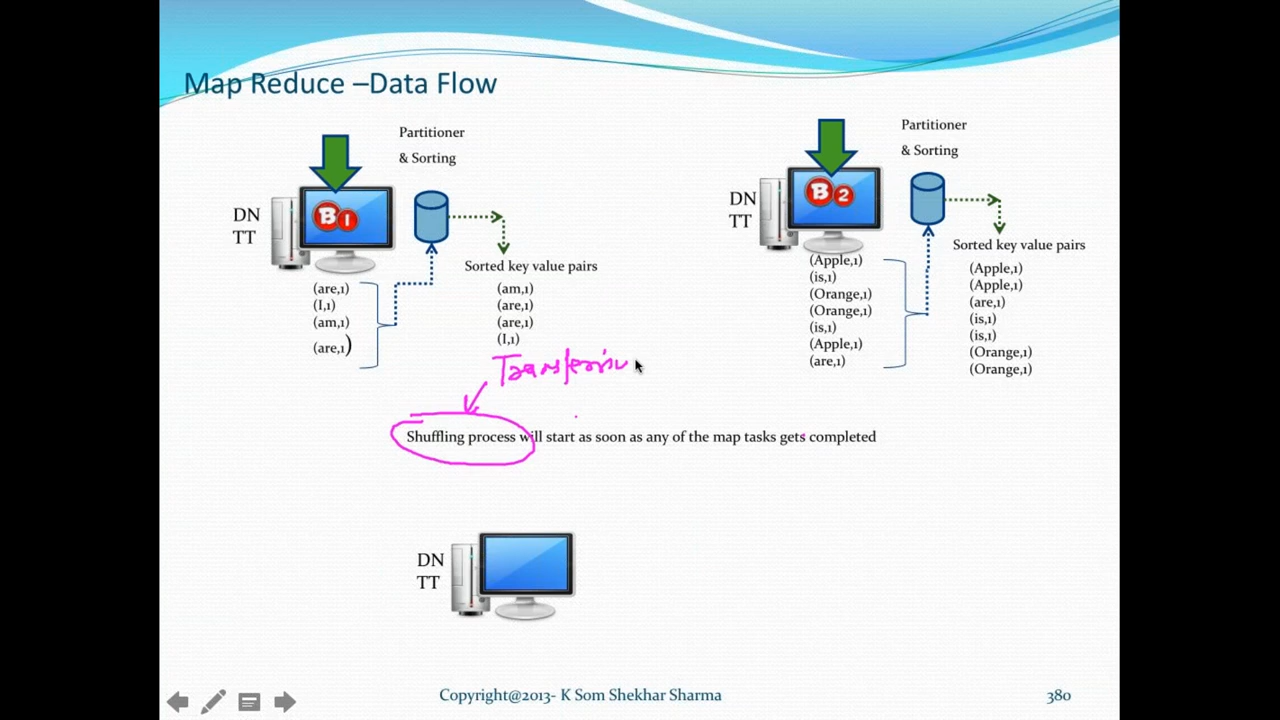 Map Reduce –Data Flow
Partitioner
& Sorting
DN
TT
B1
Sorted key value pairs
(are,1)
(I,1)
(am,1)
(are,1)
(am,1)
(are,1)
(are,1)
(I,1)
Partitioner
& Sorting
DN
TT
B2
Sorted key value pairs
(Apple,1)
(is,1)
(Orange,1)
(Orange,1)
(is,1)
(Apple,1)
(are,1)
(Apple,1)
(Apple,1)
(are,1)
(is,1)
(is,1)
(Orange,1)
(Orange,1)
Shuffling process will start as soon as any of the map tasks gets completed
DN
TT
Copyright@2013- K Som Shekhar Sharma
380